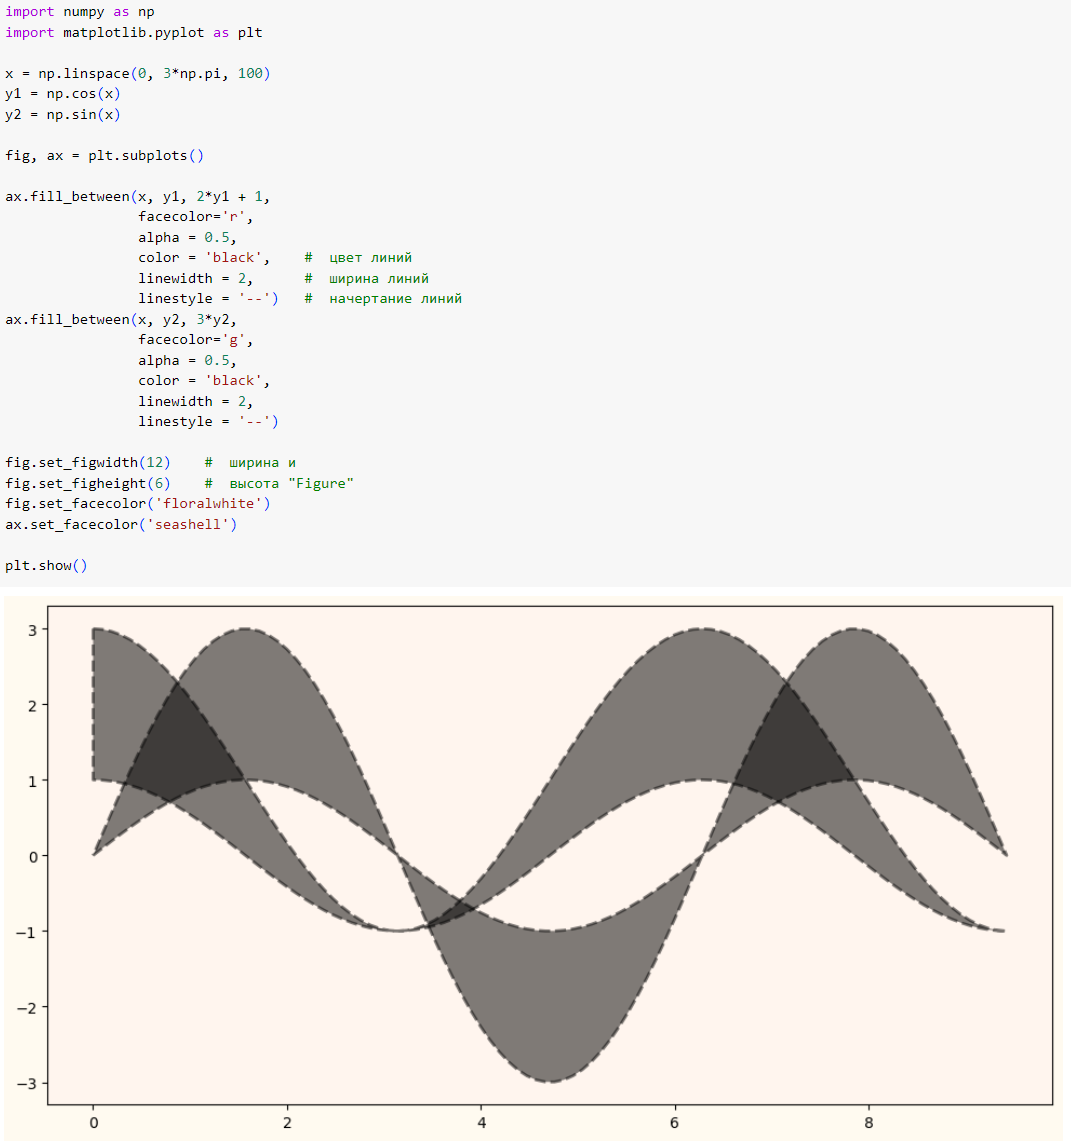 import numpy as np
import matplotlib.pyplot as plt
x = np.linspace(0, 3*np.pi, 100)
y1 = np.cos(x)
y2 = np.sin(x)
fig, ax = plt.subplots()
ax.fill_between(x, y1, 2*y1 + 1,
                facecolor='r',
                alpha = 0.5,
                color = 'black',    #  цвет линий
                linewidth = 2,      #  ширина линий
                linestyle = '--')   #  начертание линий
ax.fill_between(x, y2, 3*y2,
                facecolor='g',
                alpha = 0.5,
                color = 'black',
                linewidth = 2,
                linestyle = '--')
fig.set_figwidth(12)    #  ширина и
fig.set_figheight(6)    #  высота "Figure"
fig.set_facecolor('floralwhite')
ax.set_facecolor('seashell')
plt.show()
3
2
1
0
−1
−2
−3
0 2 4 6 8